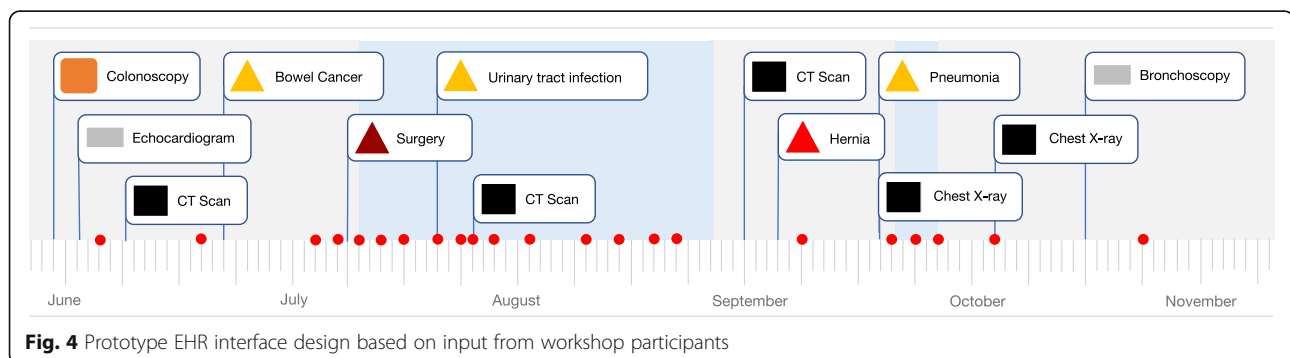 Colonoscopy
Bowel Cancer
Urinary tract infection
CT Scan
Pneumonia
Bronchoscopy
Echocardiogram
Surgery
Hernia
Chest X-ray
CT Scan
CT Scan
Chest X-ray
June
July
August
September
October
November
Fig. 4 Prototype EHR interface design based on input from workshop participants